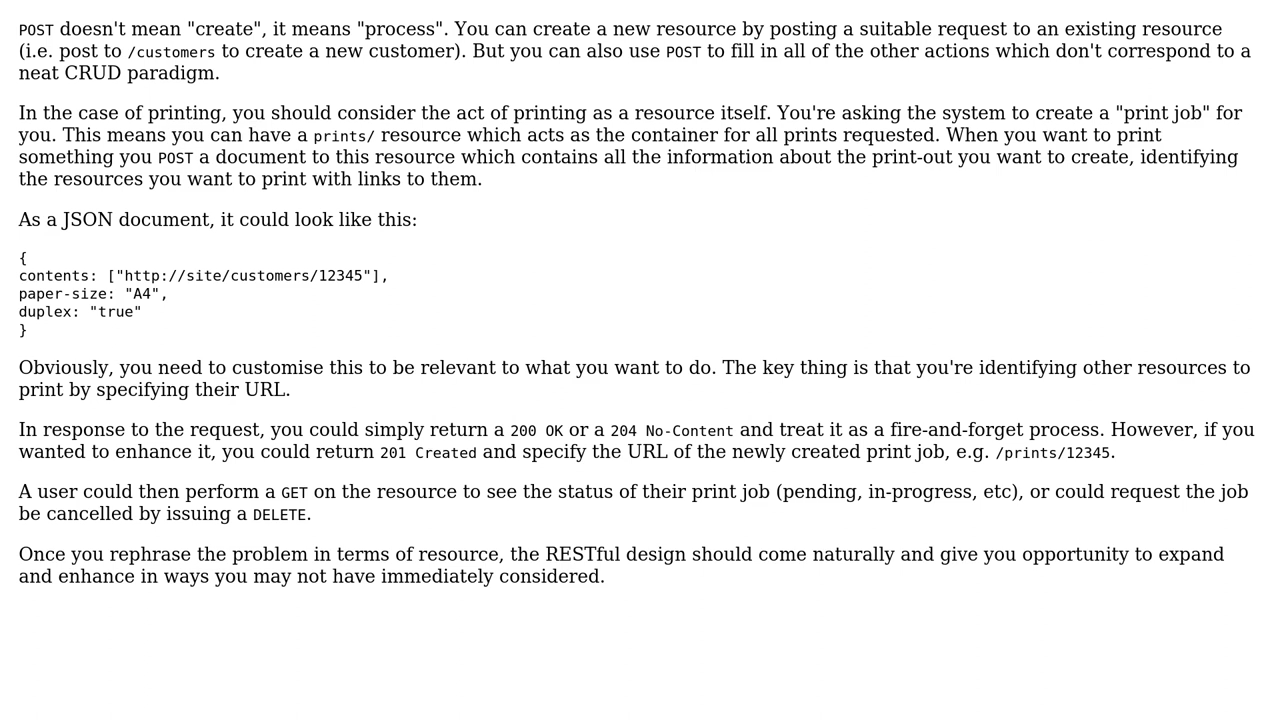 POST doesn't mean "create", it means "process". You can create a new resource by posting a suitable request to an existing resource
(i.e. post to /customers to create a new customer). But you can also use POST to fill in all of the other actions which don't correspond to a
neat CRUD paradigm.
In the case of printing, you should consider the act of printing as a resource itself. You're asking the system to create a "print job" for
you. This means you can have a prints/ resource which acts as the container for all prints requested. When you want to print
something you POST a document to this resource which contains all the information about the print-out you want to create, identifying
the resources you want to print with links to them.
As a JSON document, it could look like this:
{
contents: ["http://site/customers/12345"],
paper-size: "A4",
duplex: "true"
}
Obviously, you need to customise this to be relevant to what you want to do. The key thing is that you're identifying other resources to
print by specifying their URL.
In response to the request, you could simply return a 200 OK or a 204 No-Content and treat it as a fire-and-forget process. However, if you
wanted to enhance it, you could return 201 Created and specify the URL of the newly created print job, e.g. /prints/12345.
A user could then perform a GET on the resource to see the status of their print job (pending, in-progress, etc), or could request the job
be cancelled by issuing a DELETE.
Once you rephrase the problem in terms of resource, the RESTful design should come naturally and give you opportunity to expand
and enhance in ways you may not have immediately considered.